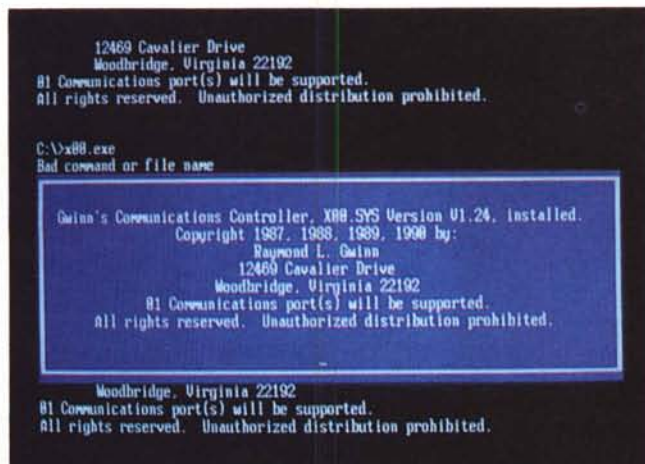 12469 Cavalier Drive
Woodbridge, Virginia 22192
01 Communications port(s) will be supported.
All rights reserved.  Unauthorized distribution prohibited.
C:\>x00.exe
Bad command or file name
Gwinn's Communications Controller, X00.SYS Version V1.24, installed.
Copyright 1987, 1988, 1989, 1990 by:
Raymond L. Gwinn
12469 Cavalier Drive
Woodbridge, Virginia 22192
01 Communications port(s) will be supported.
All rights reserved.  Unauthorized distribution prohibited.
Woodbridge, Virginia 22192
01 Communications port(s) will be supported.
All rights reserved.  Unauthorized distribution prohibited.